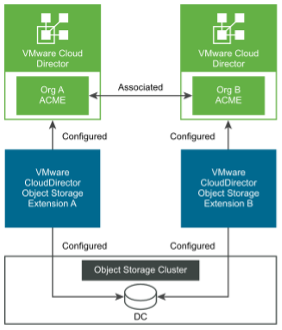 VMware Cloud
Director
Org A
ACME
Associated
VMware Cloud
Director
Org B
ACME
Configured
Configured
VMware
CloudDirector
Object Storage
Extension A
VMware
CloudDirector
Object Storage
Extension B
Configured
Configured
Object Storage Cluster
DC